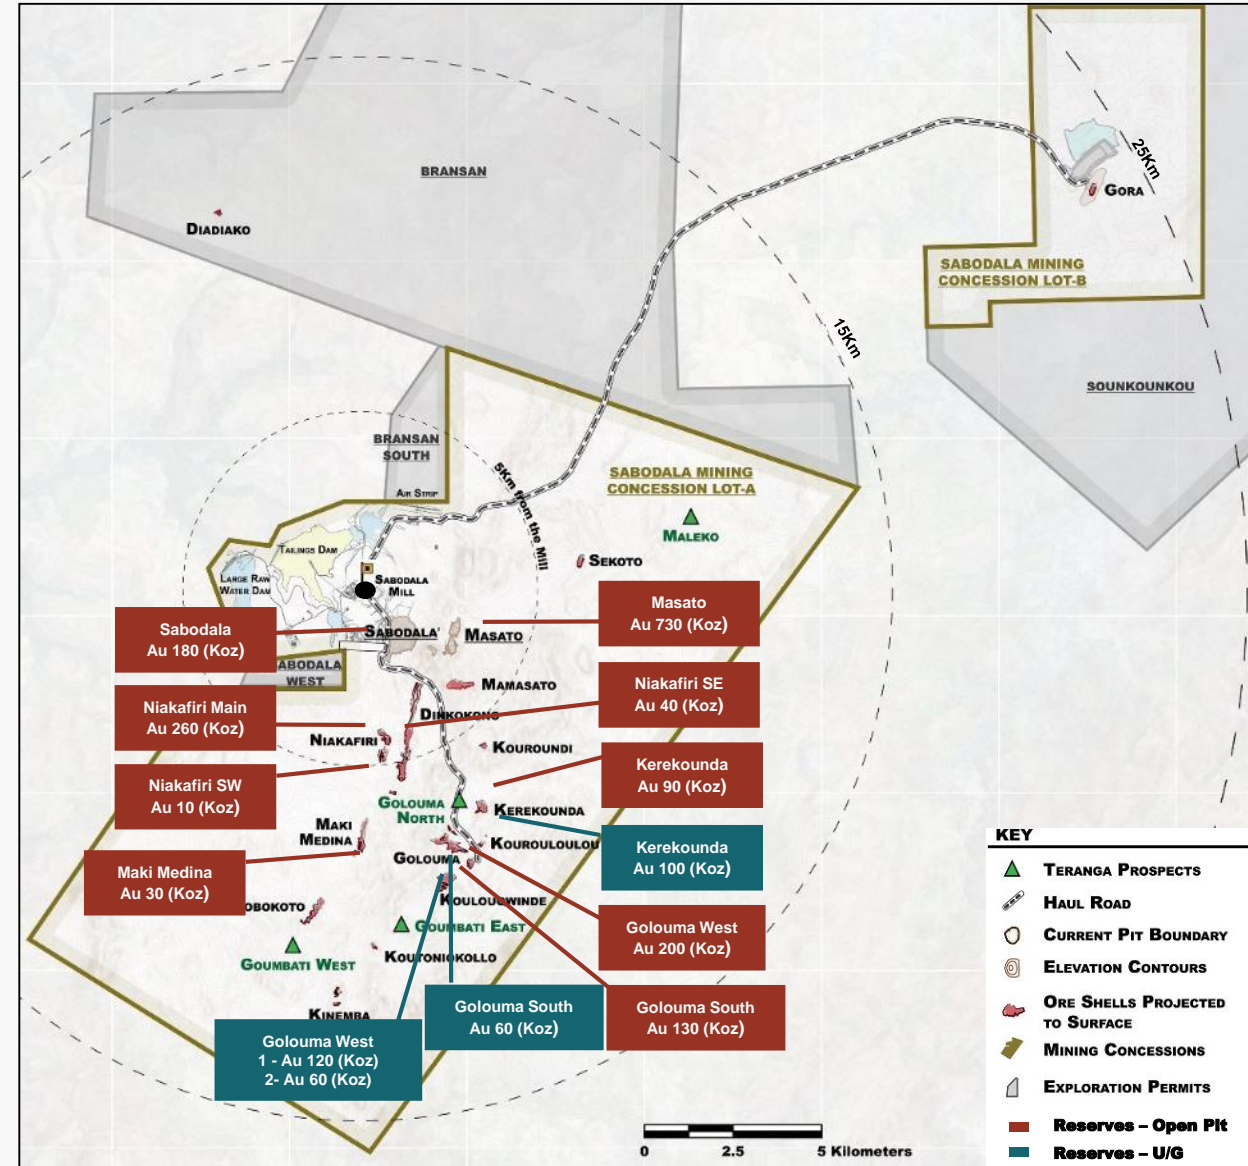 BRANSAN
DIADIAKO
25Km
GORA
SABODALA MINING
CONCESSION LOT-B
15Km
SOUNKOUNKOU
BRANSAN
SOUTH
AIR STRIP
5Km from the Mill
SABODALA MINING
CONCESSION LOT-A
MALEKO
SEKOTO
TAILINGS DAM
LARGE RAW
WATER DAM
SABODALA
MILL
Sabodala
Au 180 (Koz)
SABODALA
MASATO
Masato
Au 730 (Koz)
ABODALA
WEST
MAMASATO
Niakafiri Main
Au 260 (Koz)
Niakafiri SE
Au 40 (Koz)
DINKOKONO
NIAKAFIRI
KOUROUNDI
Niakafiri SW
Au 10 (Koz)
Kerekounda
Au 90 (Koz)
GOLOUMA
NORTH
KEREKOUNDA
MAKI
MEDINA
KOUROULOULOU
Kerekounda
Au 100 (Koz)
GOLOUMA
Maki Medina
Au 30 (Koz)
KOULOUQWINDE
OBOKOTO
GOUMBATI EAST
Golouma West
Au 200 (Koz)
GOUMBATI WEST
KOUTONIOKOLLO
KINEMBA
Golouma South
Au 60 (Koz)
Golouma South
Au 130 (Koz)
Golouma West
1 - Au 120 (Koz)
2- Au 60 (Koz)
0 2.5 5 Kilometers
KEY
TERANGA PROSPECTS
HAUL ROAD
CURRENT PIT BOUNDARY
ELEVATION CONTOURS
ORE SHELLS PROJECTED
TO SURFACE
MINING CONCESSIONS
EXPLORATION PERMITS
Reserves – Open Pit
Reserves – U/G